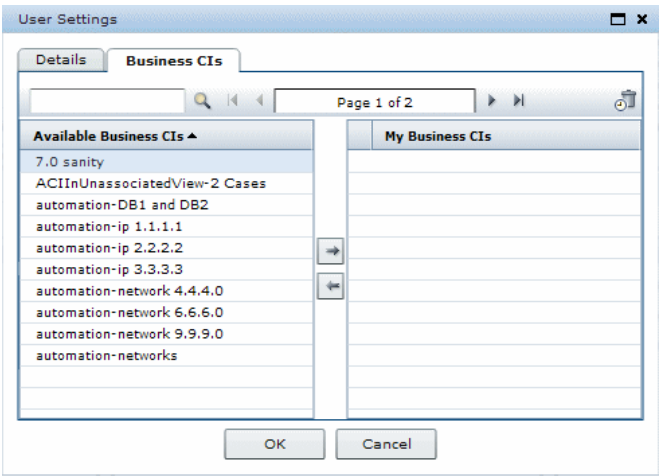 User Settings
Details Business CIs
Page 1 of 2
Available Business CIs My Business CIs
7.0 sanity
ACIInUnassociatedView-2 Cases
automation-DB1 and DB2
automation-ip 1.1.1.1
automation-ip 2.2.2.2
automation-ip 3.3.3.3
automation-network 4.4.4.0
automation-network 6.6.6.0
automation-network 9.9.9.0
automation-networks
OK Cancel